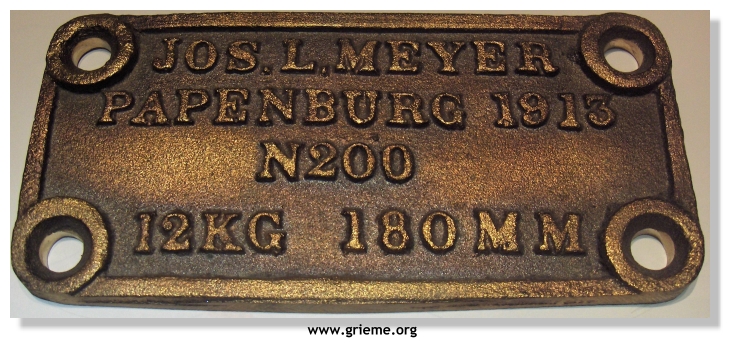 JOS. L. MEYER
PAPENBURG 1913
N200
12KG 180MM
www.grieme.org